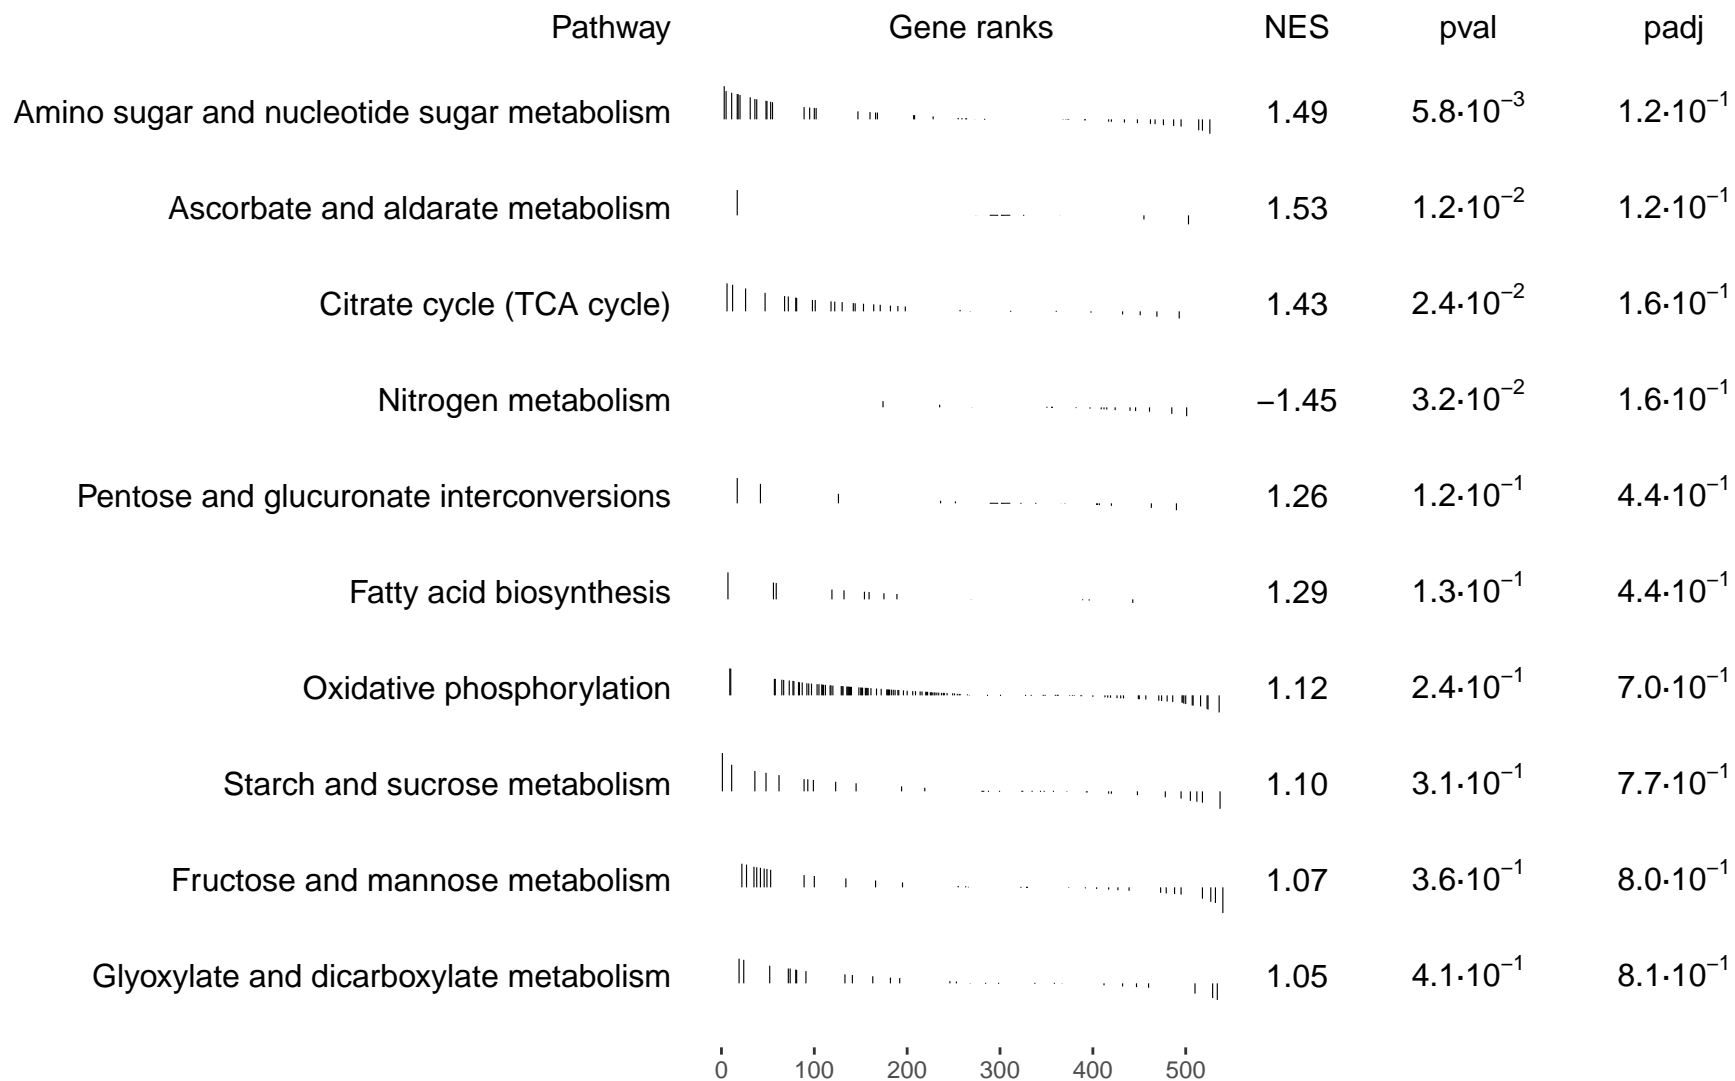 Pathway Gene ranks NES pval padj
Amino sugar and nucleotide sugar metabolism 1.49 5.8·10⁻³ 1.2·10⁻¹
Ascorbate and aldarate metabolism 1.53 1.2·10⁻² 1.2·10⁻¹
Citrate cycle (TCA cycle) 1.43 2.4·10⁻² 1.6·10⁻¹
Nitrogen metabolism −1.45 3.2·10⁻² 1.6·10⁻¹
Pentose and glucuronate interconversions 1.26 1.2·10⁻¹ 4.4·10⁻¹
Fatty acid biosynthesis 1.29 1.3·10⁻¹ 4.4·10⁻¹
Oxidative phosphorylation 1.12 2.4·10⁻¹ 7.0·10⁻¹
Starch and sucrose metabolism 1.10 3.1·10⁻¹ 7.7·10⁻¹
Fructose and mannose metabolism 1.07 3.6·10⁻¹ 8.0·10⁻¹
Glyoxylate and dicarboxylate metabolism 1.05 4.1·10⁻¹ 8.1·10⁻¹
0 100 200 300 400 500